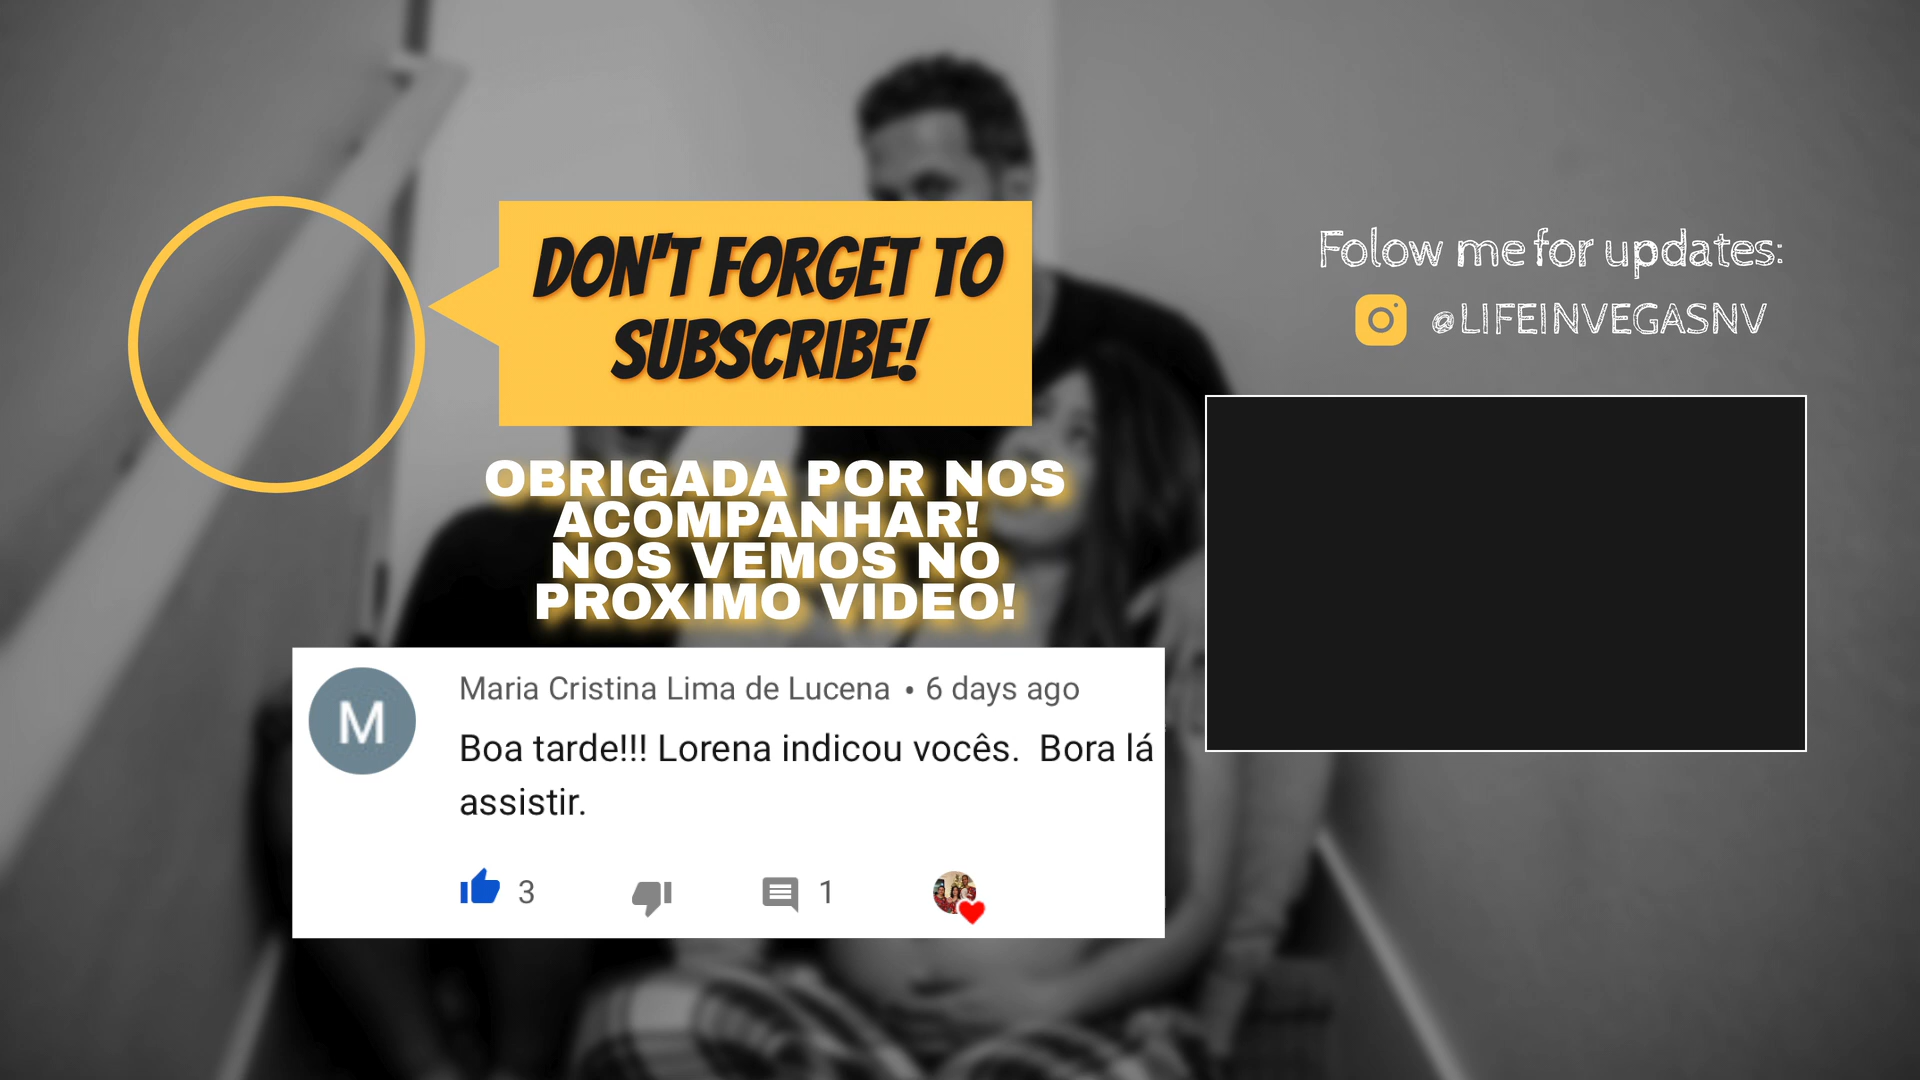 DON'T FORGET TO
SUBSCRIBE!
Folow me for updates:
@LIFEINVEGASNV
OBRIGADA POR NOS
ACOMPANHAR!
NOS VEMOS NO
PROXIMO VIDEO!
M
Maria Cristina Lima de Lucena • 6 days ago
Boa tarde!!! Lorena indicou vocês. Bora lá
assistir.
3
1